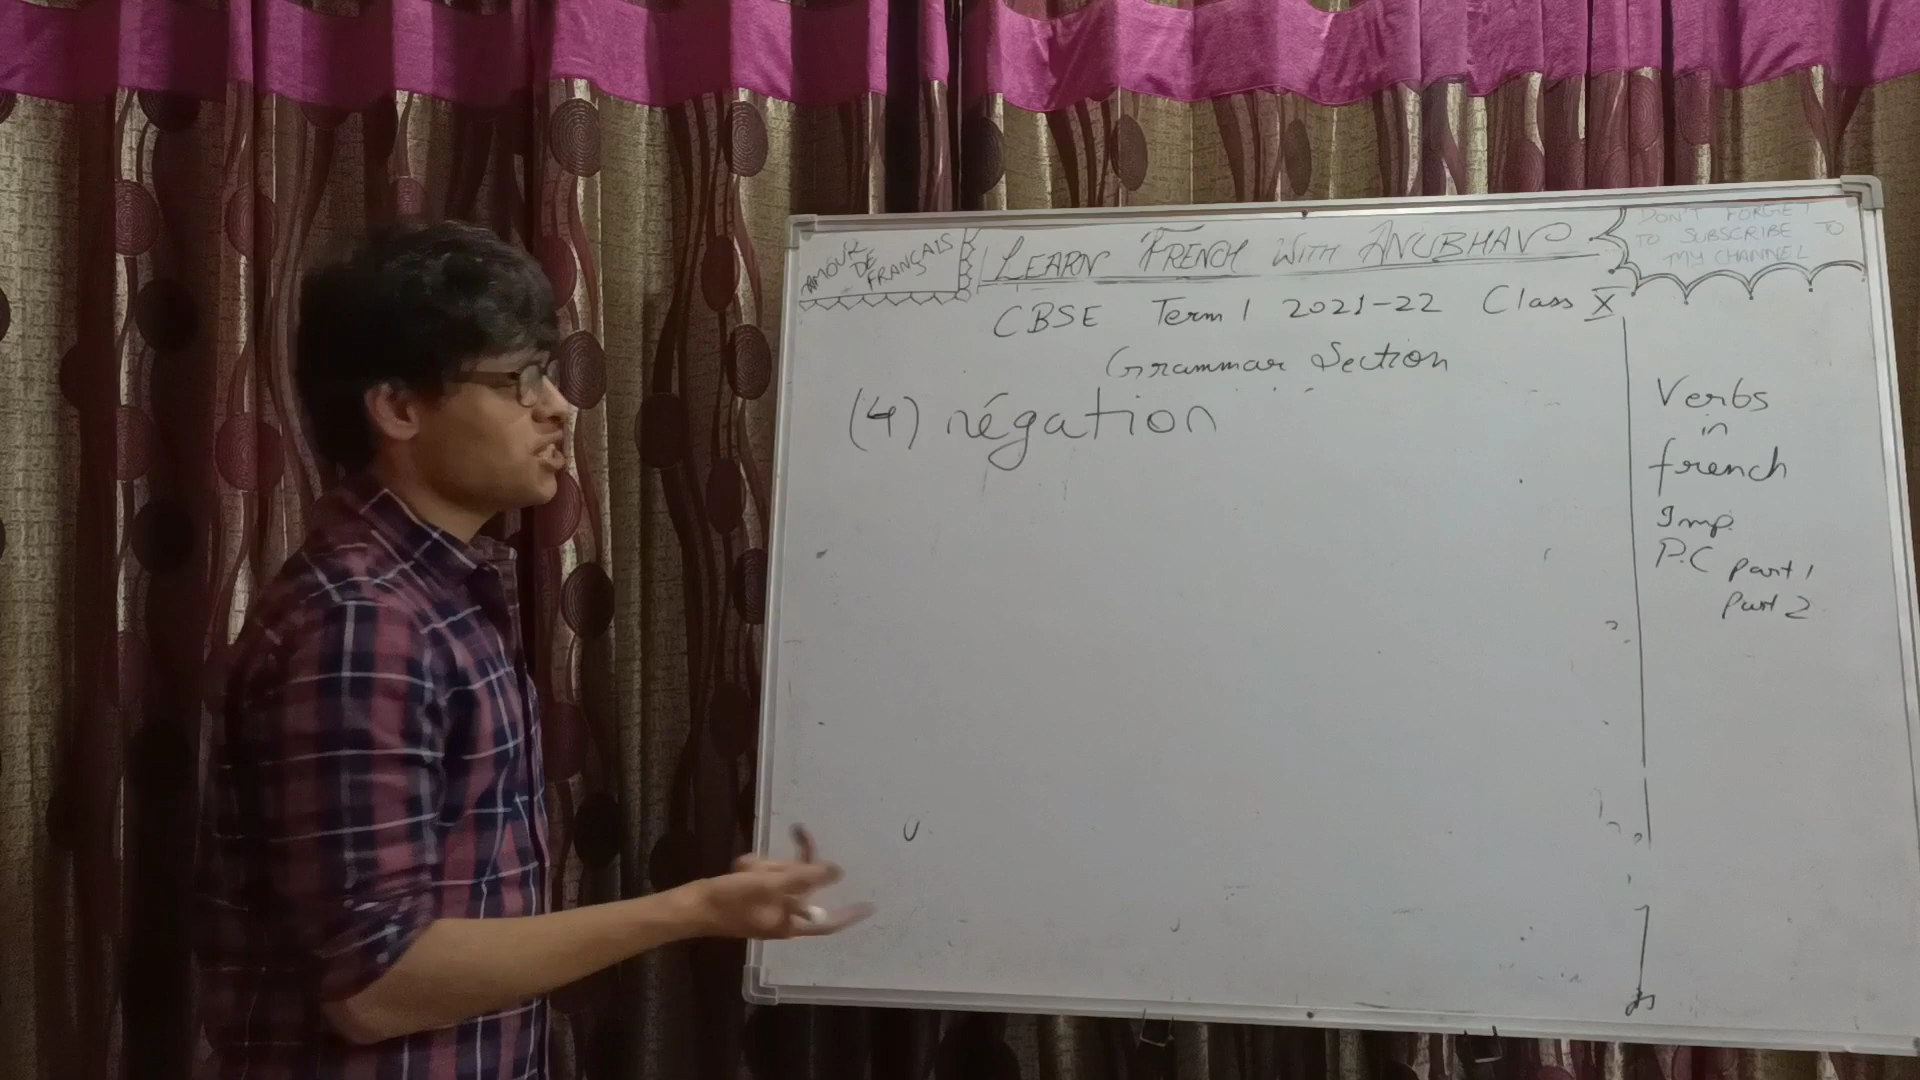 AMOUR
DE
FRANÇAIS
LEARN FRENCH WITH ANUBHAV
DON'T FORGET
TO SUBSCRIBE TO
MY CHANNEL
CBSE Term 1 2021-22 Class X
Grammar Section
(4) négation
Verbs
in
french
Imp.
P.C Part 1
Part 2